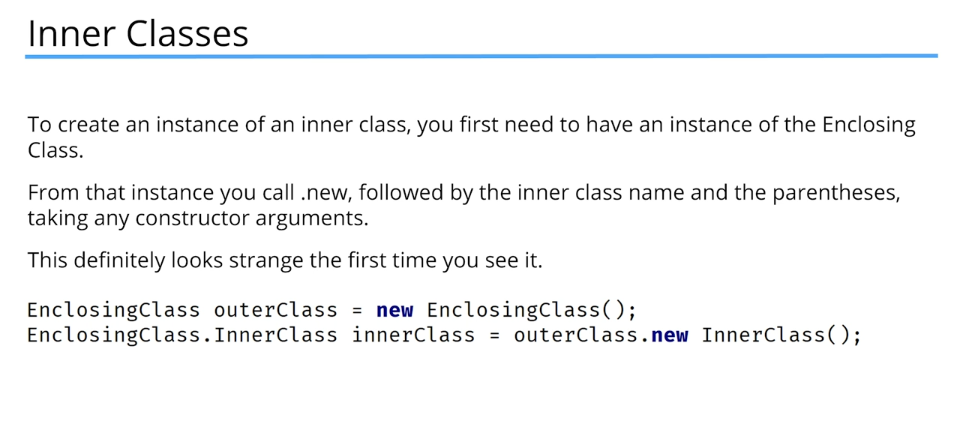 Inner Classes
To create an instance of an inner class, you first need to have an instance of the Enclosing
Class.
From that instance you call .new, followed by the inner class name and the parentheses,
taking any constructor arguments.
This definitely looks strange the first time you see it.
EnclosingClass outerClass = new EnclosingClass();
EnclosingClass.InnerClass innerClass = outerClass.new InnerClass();